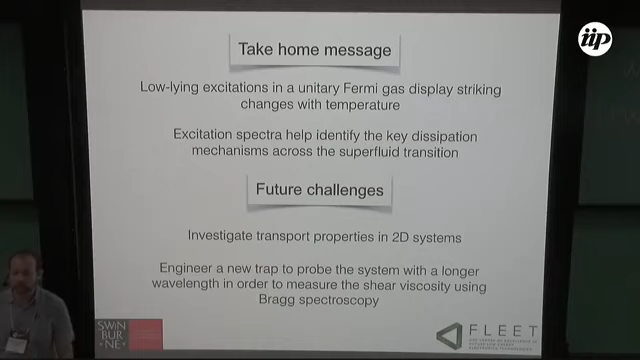 iip
Take home message
Low-lying excitations in a unitary Fermi gas display striking
changes with temperature
Excitation spectra help identify the key dissipation
mechanisms across the superfluid transition
Future challenges
Investigate transport properties in 2D systems
Engineer a new trap to probe the system with a longer
wavelength in order to measure the shear viscosity using
Bragg spectroscopy
SWIN
BUR
NE
FLEET